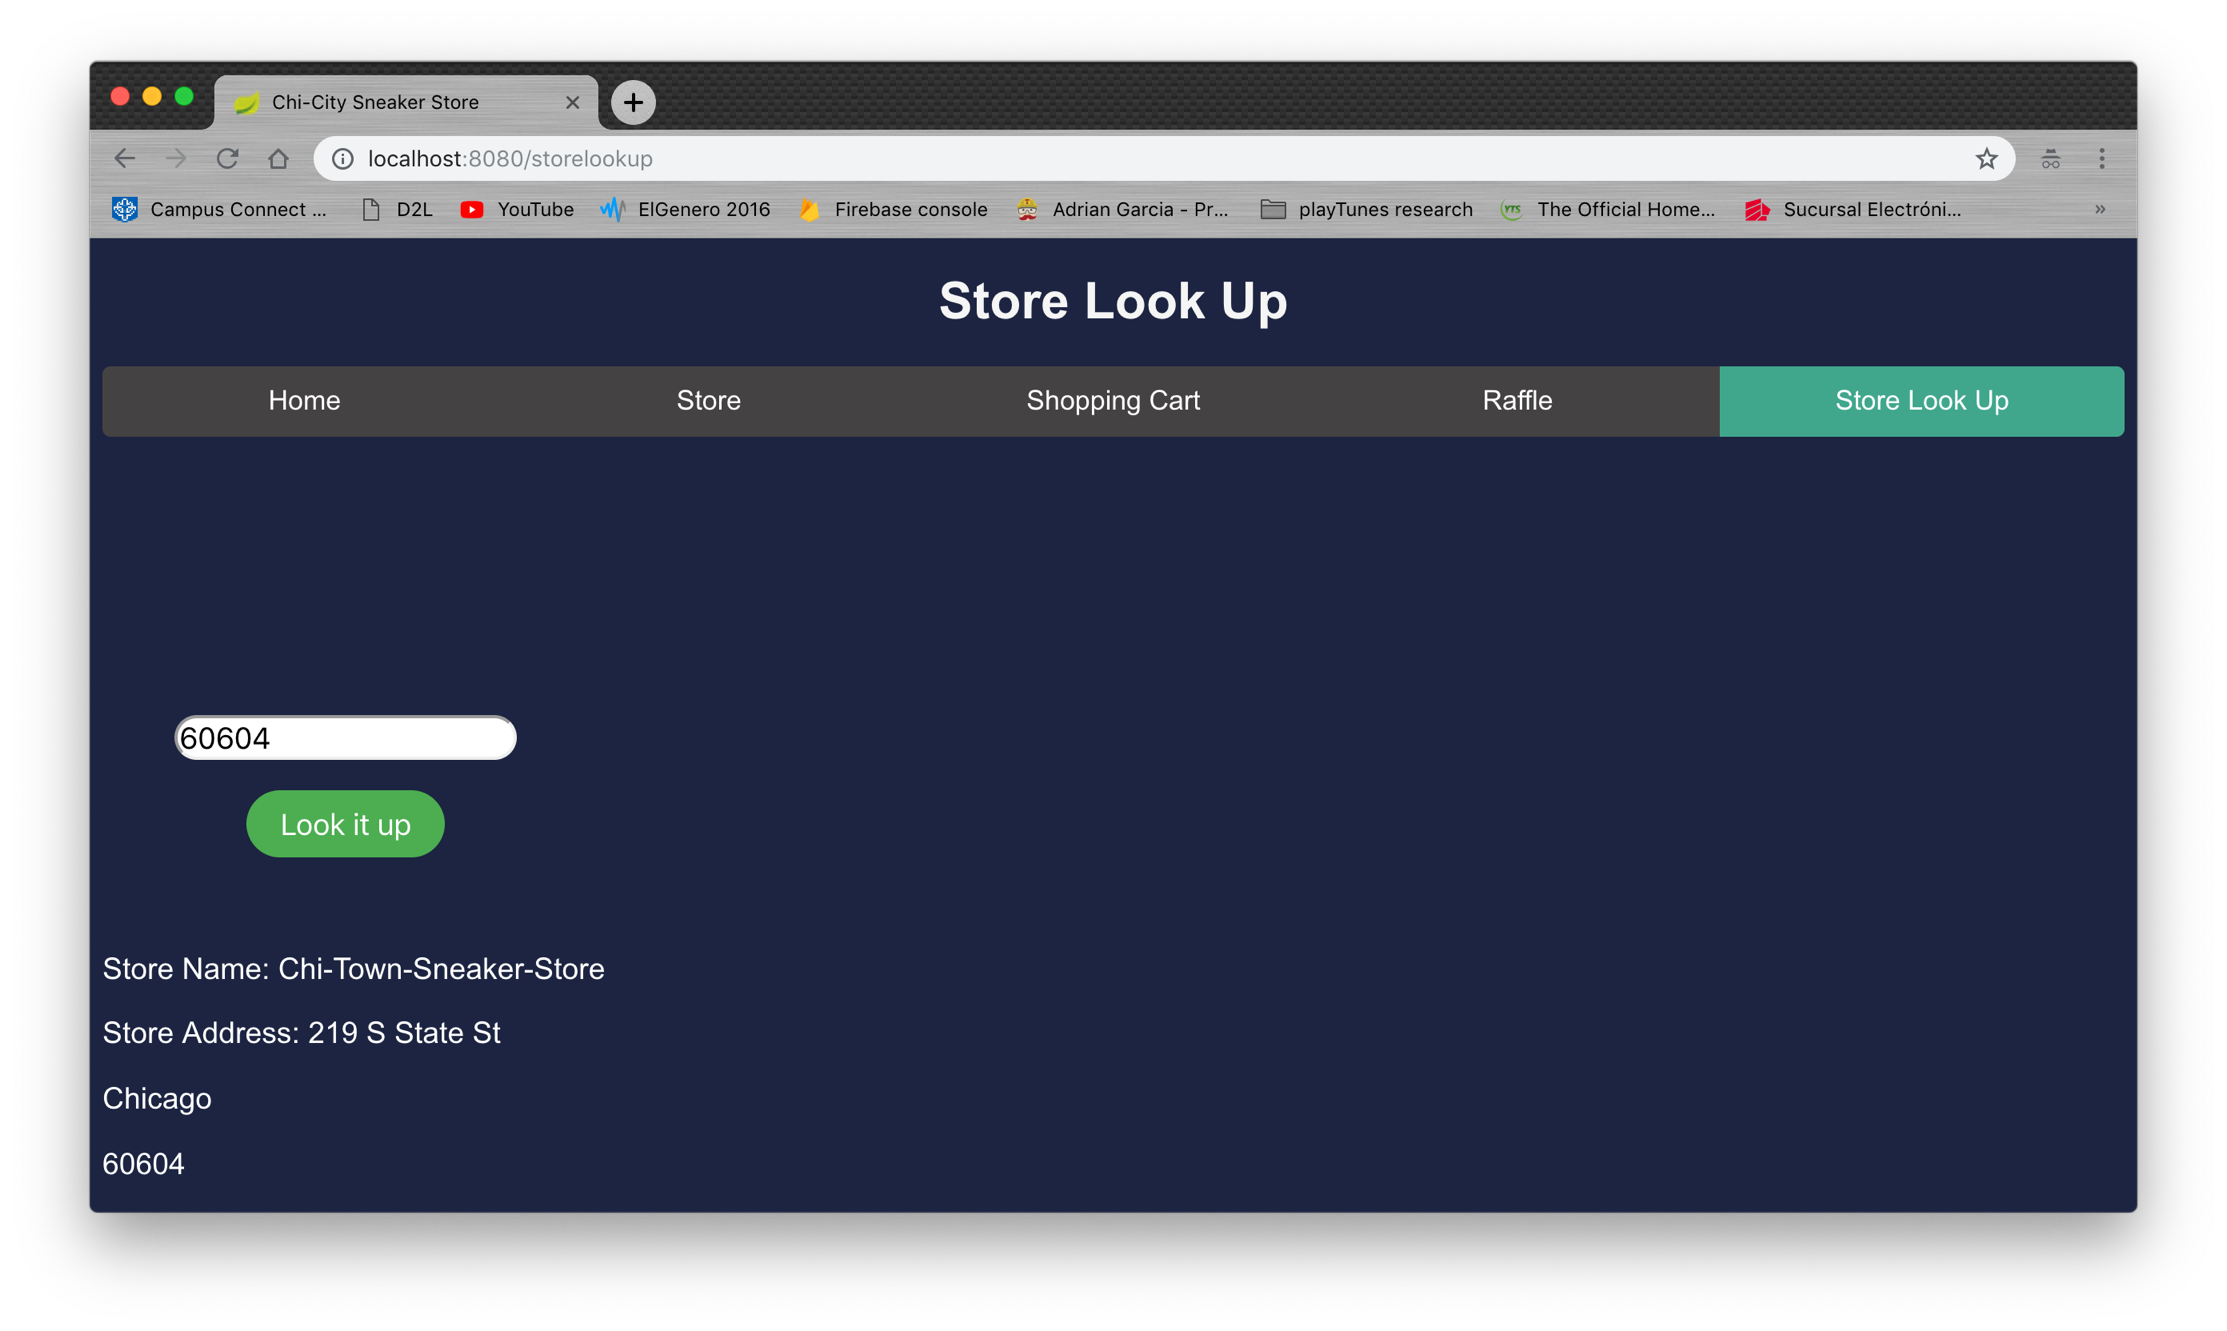 Chi-City Sneaker Store
localhost:8080/storelookup
Campus Connect ... D2L YouTube ElGenero 2016 Firebase console Adrian Garcia - Pr... playTunes research YTS The Official Home... Sucursal Electróni... »
Store Look Up
Home Store Shopping Cart Raffle Store Look Up
60604
Look it up
Store Name: Chi-Town-Sneaker-Store
Store Address: 219 S State St
Chicago
60604